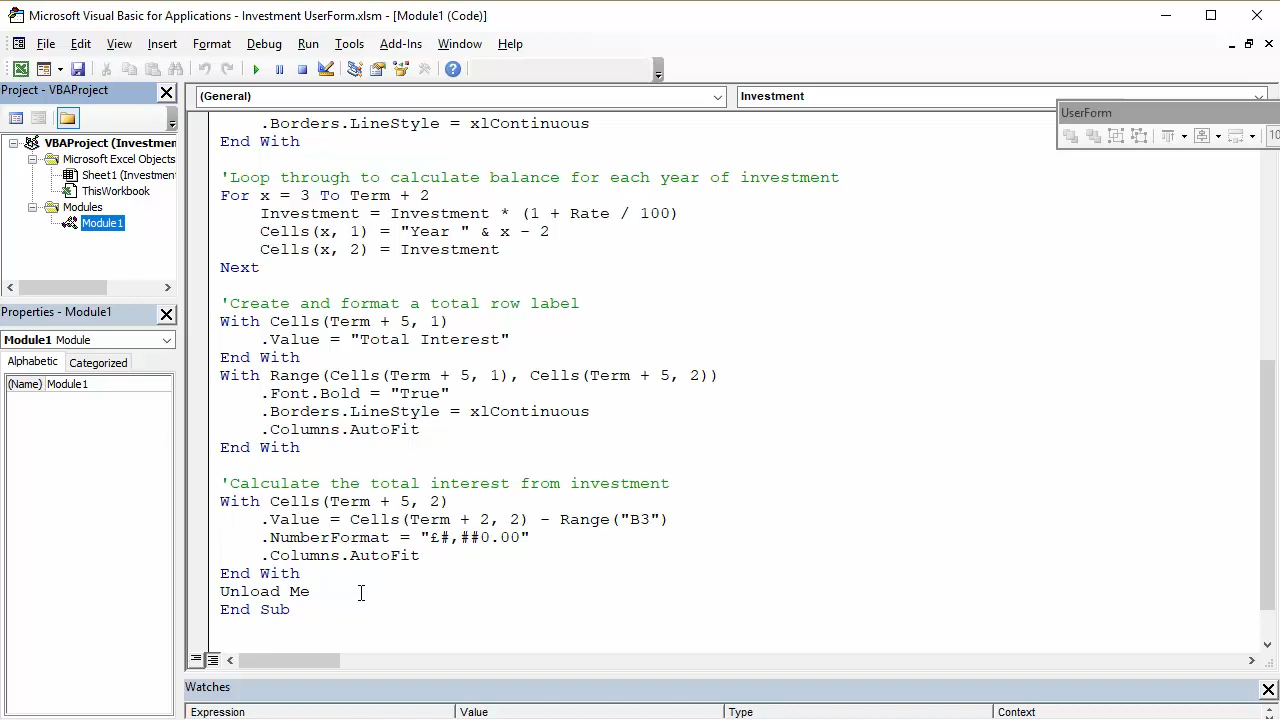 Microsoft Visual Basic for Applications - Investment UserForm.xlsm - [Module1 (Code)]
File Edit View Insert Format Debug Run Tools Add-Ins Window Help
Project - VBAProject
(General) Investment
UserForm
10
VBAProject (Investmen
Microsoft Excel Objects
Sheet1 (Investmen
ThisWorkbook
Modules
Module1
Properties - Module1
Module1 Module
Alphabetic Categorized
(Name) Module1
.Borders.LineStyle = xlContinuous
End With
'Loop through to calculate balance for each year of investment
For x = 3 To Term + 2
Investment = Investment * (1 + Rate / 100)
Cells(x, 1) = "Year " & x - 2
Cells(x, 2) = Investment
Next
'Create and format a total row label
With Cells(Term + 5, 1)
.Value = "Total Interest"
End With
With Range(Cells(Term + 5, 1), Cells(Term + 5, 2))
.Font.Bold = "True"
.Borders.LineStyle = xlContinuous
.Columns.AutoFit
End With
'Calculate the total interest from investment
With Cells(Term + 5, 2)
.Value = Cells(Term + 2, 2) - Range("B3")
.NumberFormat = "£#,##0.00"
.Columns.AutoFit
End With
Unload Me
End Sub
Watches
Expression Value Type Context